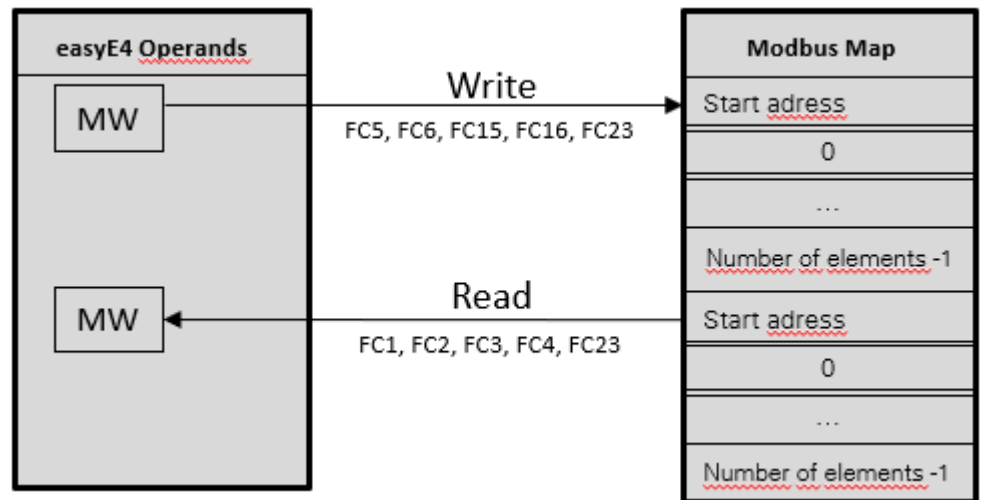 easyE4 Operands
MW
MW
Write
FC5, FC6, FC15, FC16, FC23
Read
FC1, FC2, FC3, FC4, FC23
Modbus Map
Start adress
0
...
Number of elements -1
Start adress
0
...
Number of elements -1